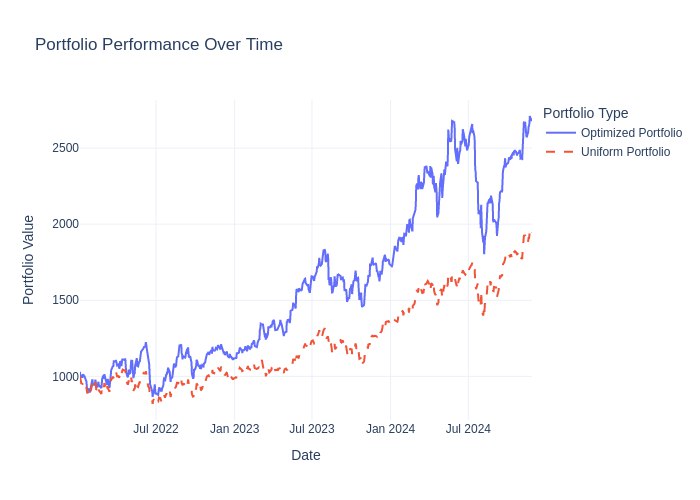 Portfolio Performance Over Time
Portfolio Type
Optimized Portfolio
Uniform Portfolio
Portfolio Value
2500
2000
1500
1000
Jul 2022
Jan 2023
Jul 2023
Jan 2024
Jul 2024
Date